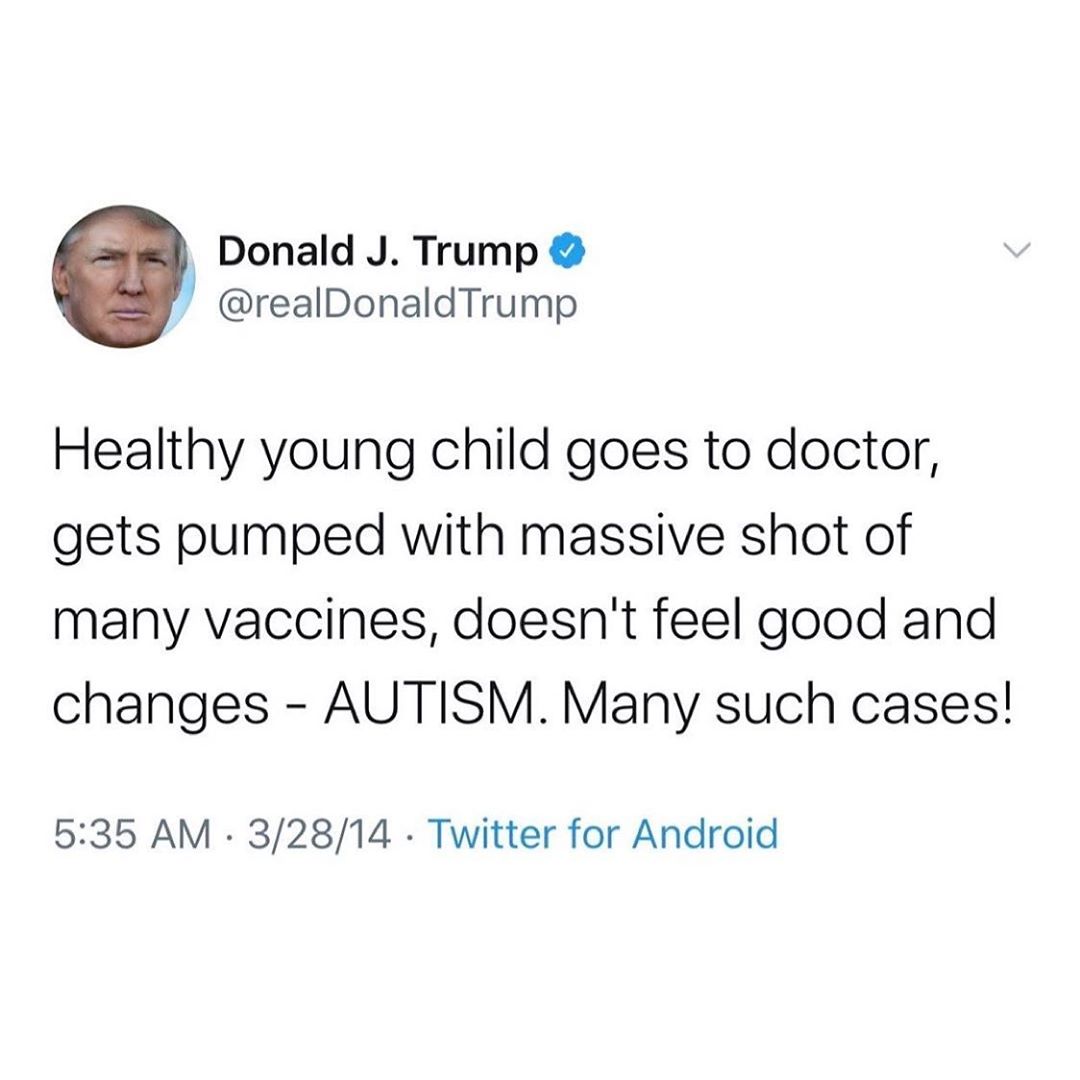 Donald J. Trump
@realDonaldTrump
Healthy young child goes to doctor,
gets pumped with massive shot of
many vaccines, doesn't feel good and
changes - AUTISM. Many such cases!
5:35 AM · 3/28/14 · Twitter for Android